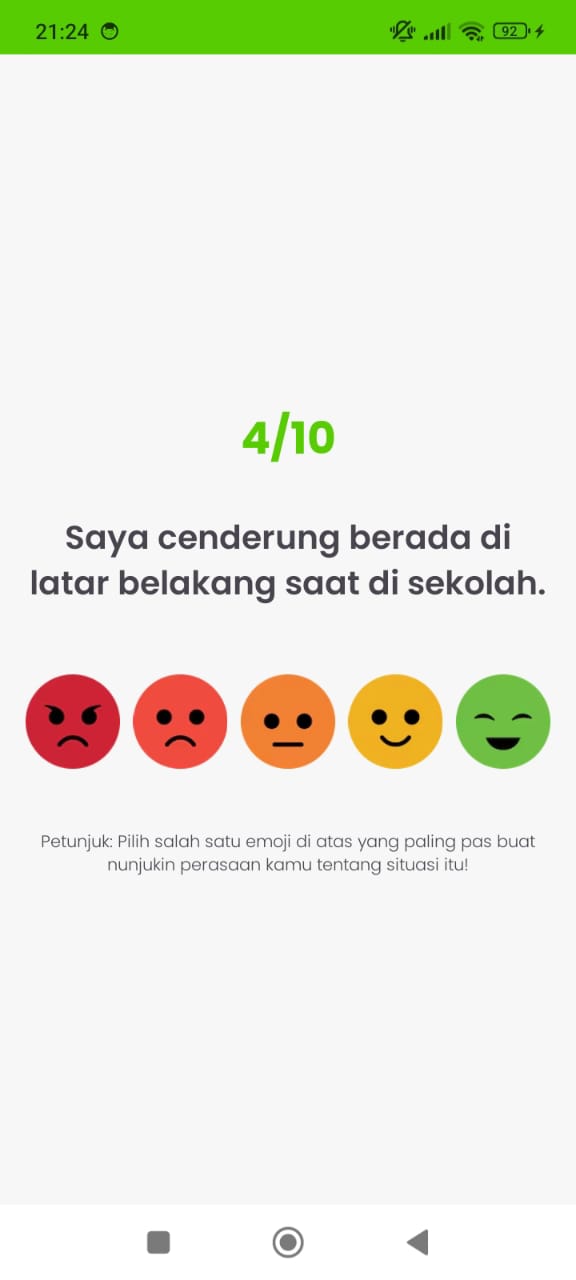 21:24
92
4/10
Saya cenderung berada di
latar belakang saat di sekolah.
Petunjuk: Pilih salah satu emoji di atas yang paling pas buat
nunjukin perasaan kamu tentang situasi itu!